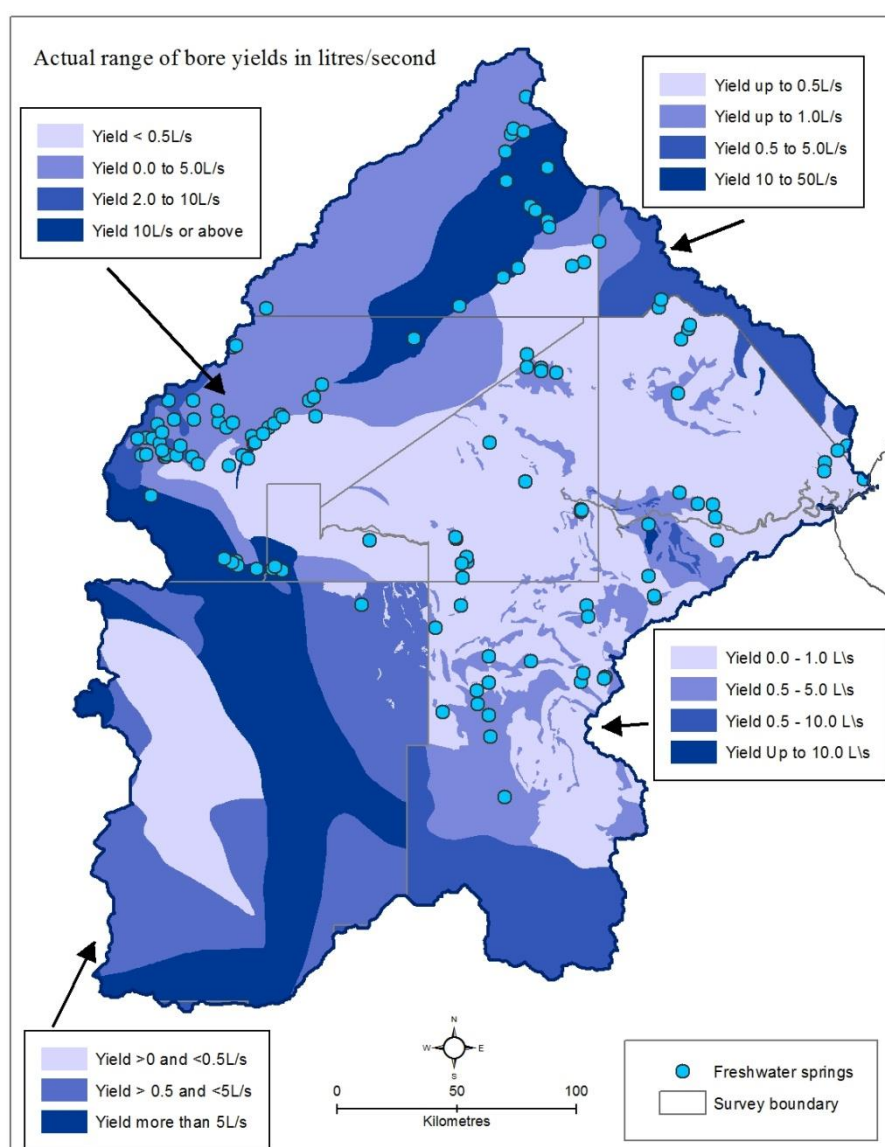 Actual range of bore yields in litres/second
Yield < 0.5L/s
Yield 0.0 to 5.0L/s
Yield 2.0 to 10L/s
Yield 10L/s or above
Yield up to 0.5L/s
Yield up to 1.0L/s
Yield 0.5 to 5.0L/s
Yield 10 to 50L/s
Yield 0.0 - 1.0 L\s
Yield 0.5 - 5.0 L\s
Yield 0.5 - 10.0 L\s
Yield Up to 10.0 L\s
Yield >0 and <0.5L/s
Yield > 0.5 and <5L/s
Yield more than 5L/s
N
W E
S
0 50 100
Kilometres
Freshwater springs
Survey boundary